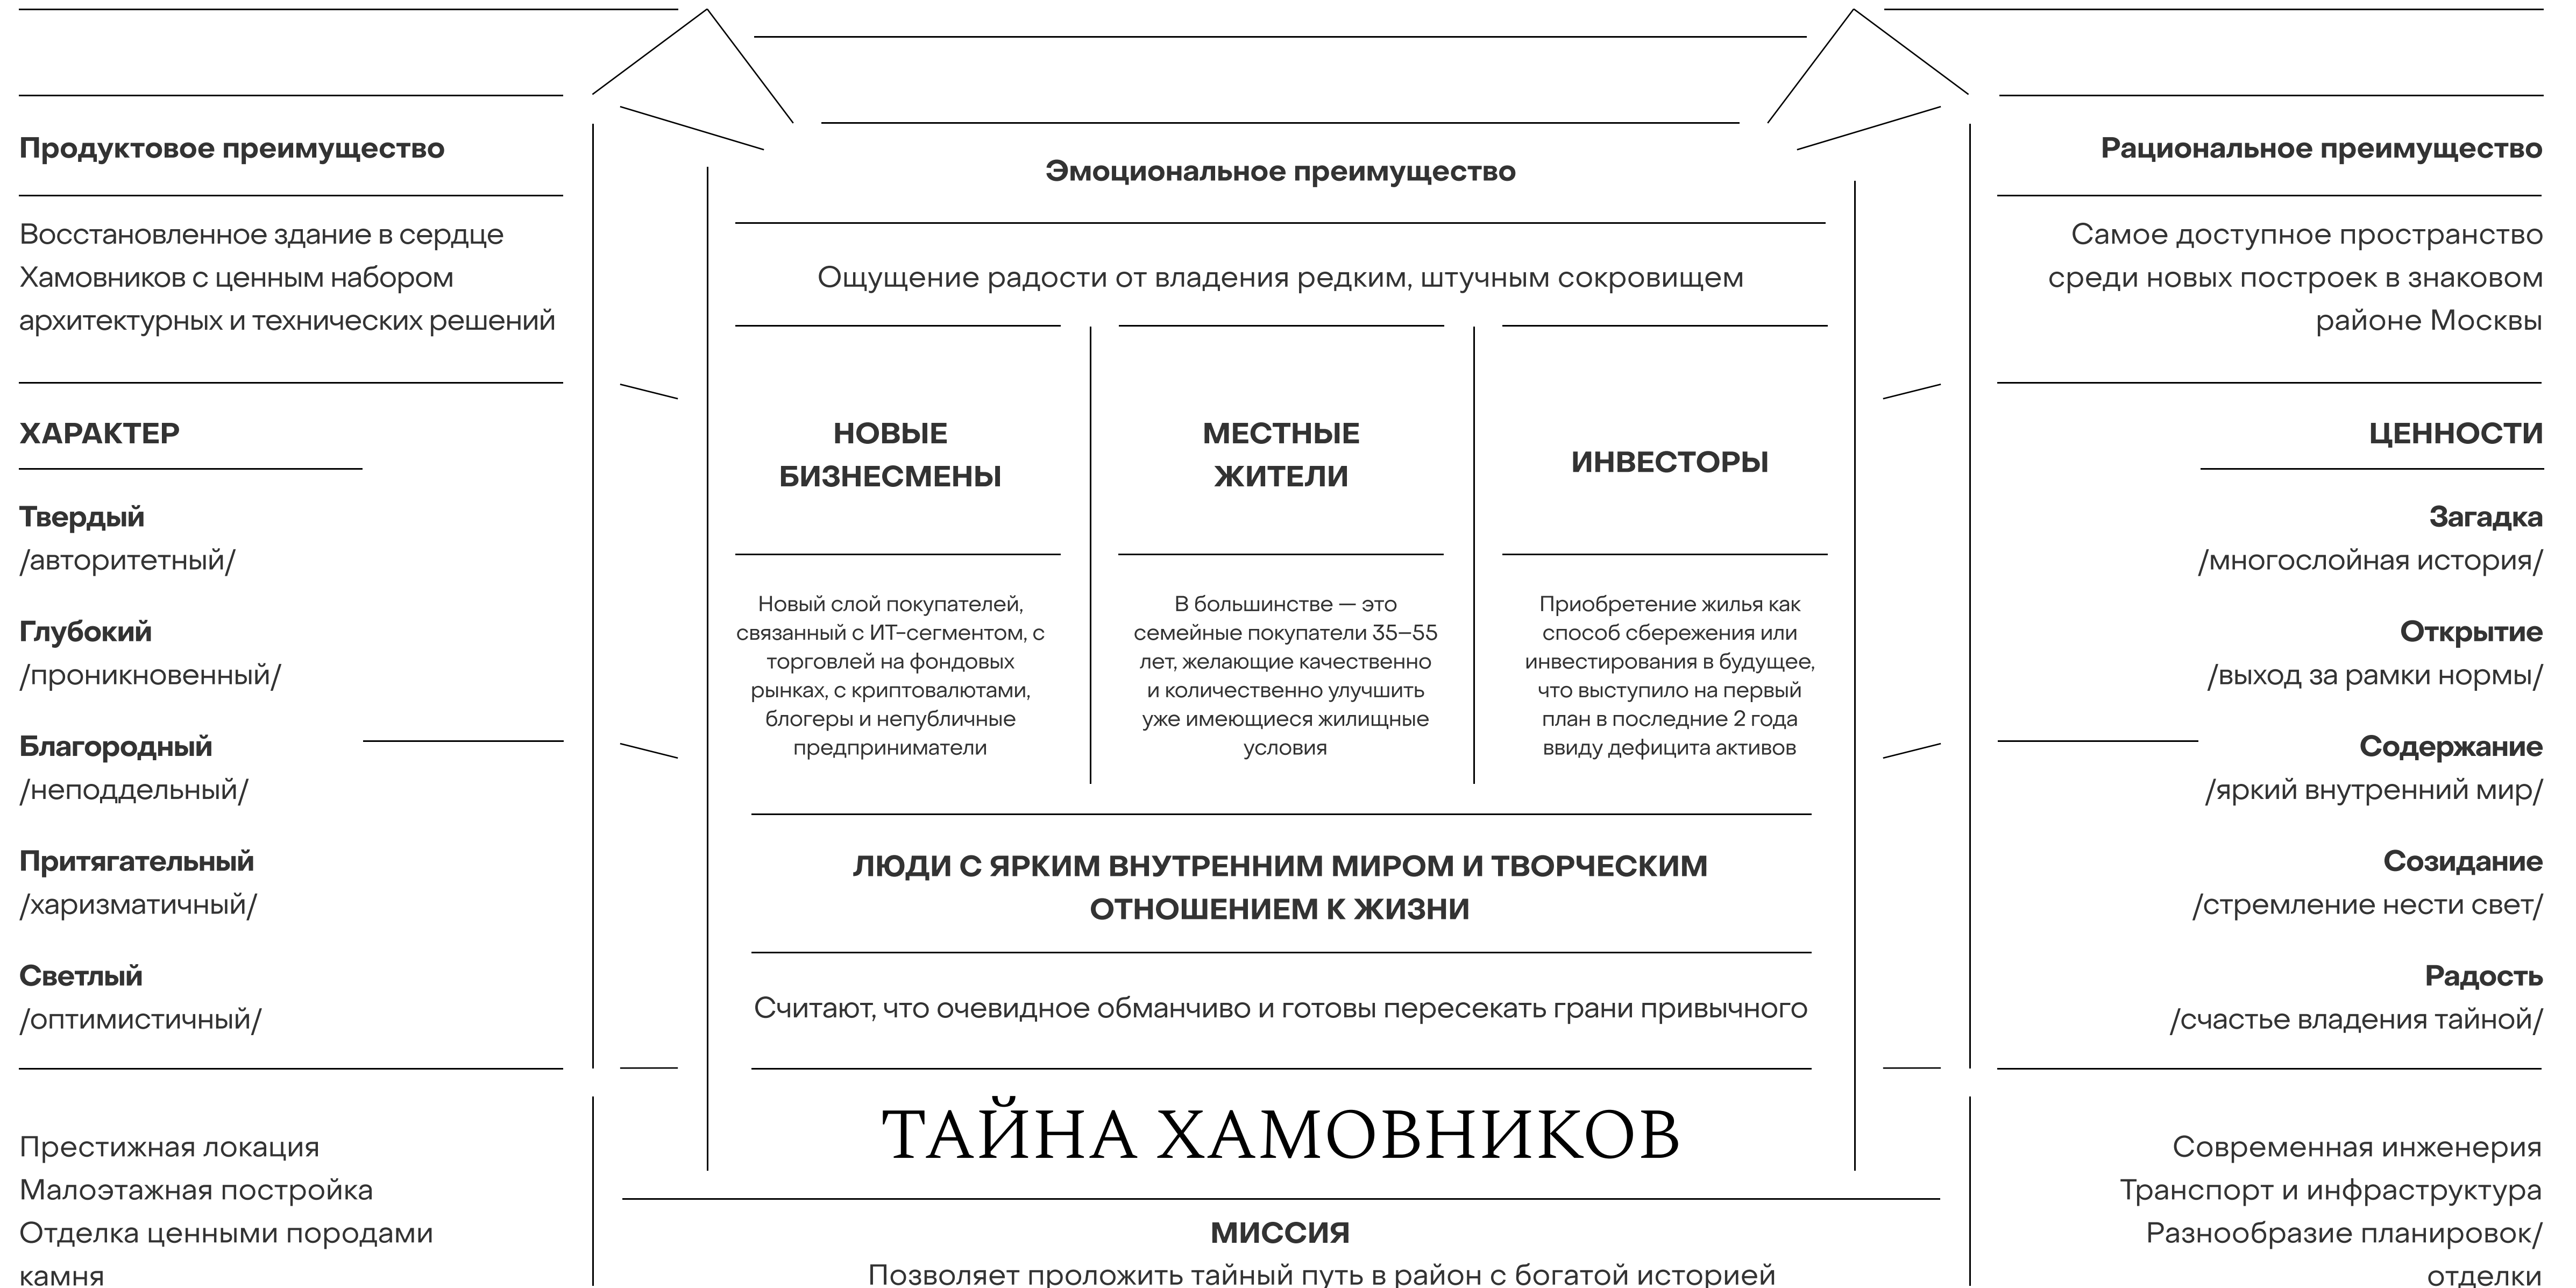 Продуктовое преимущество
Восстановленное здание в сердце
Хамовников с ценным набором
архитектурных и технических решений
ХАРАКТЕР
Твердый
/авторитетный/
Глубокий
/проникновенный/
Благородный
/неподдельный/
Притягательный
/харизматичный/
Светлый
/оптимистичный/
Престижная локация
Малоэтажная постройка
Отделка ценными породами
камня
Эмоциональное преимущество
Ощущение радости от владения редким, штучным сокровищем
НОВЫЕ
БИЗНЕСМЕНЫ
Новый слой покупателей,
связанный с ИТ-сегментом, с
торговлей на фондовых
рынках, с криптовалютами,
блогеры и непубличные
предприниматели
МЕСТНЫЕ
ЖИТЕЛИ
В большинстве — это
семейные покупатели 35–55
лет, желающие качественно
и количественно улучшить
уже имеющиеся жилищные
условия
ИНВЕСТОРЫ
Приобретение жилья как
способ сбережения или
инвестирования в будущее,
что выступило на первый
план в последние 2 года
ввиду дефицита активов
ЛЮДИ С ЯРКИМ ВНУТРЕННИМ МИРОМ И ТВОРЧЕСКИМ
ОТНОШЕНИЕМ К ЖИЗНИ
Считают, что очевидное обманчиво и готовы пересекать грани привычного
ТАЙНА ХАМОВНИКОВ
МИССИЯ
Позволяет проложить тайный путь в район с богатой историей
Рациональное преимущество
Самое доступное пространство
среди новых построек в знаковом
районе Москвы
ЦЕННОСТИ
Загадка
/многослойная история/
Открытие
/выход за рамки нормы/
Содержание
/яркий внутренний мир/
Созидание
/стремление нести свет/
Радость
/счастье владения тайной/
Современная инженерия
Транспорт и инфраструктура
Разнообразие планировок/
отделки